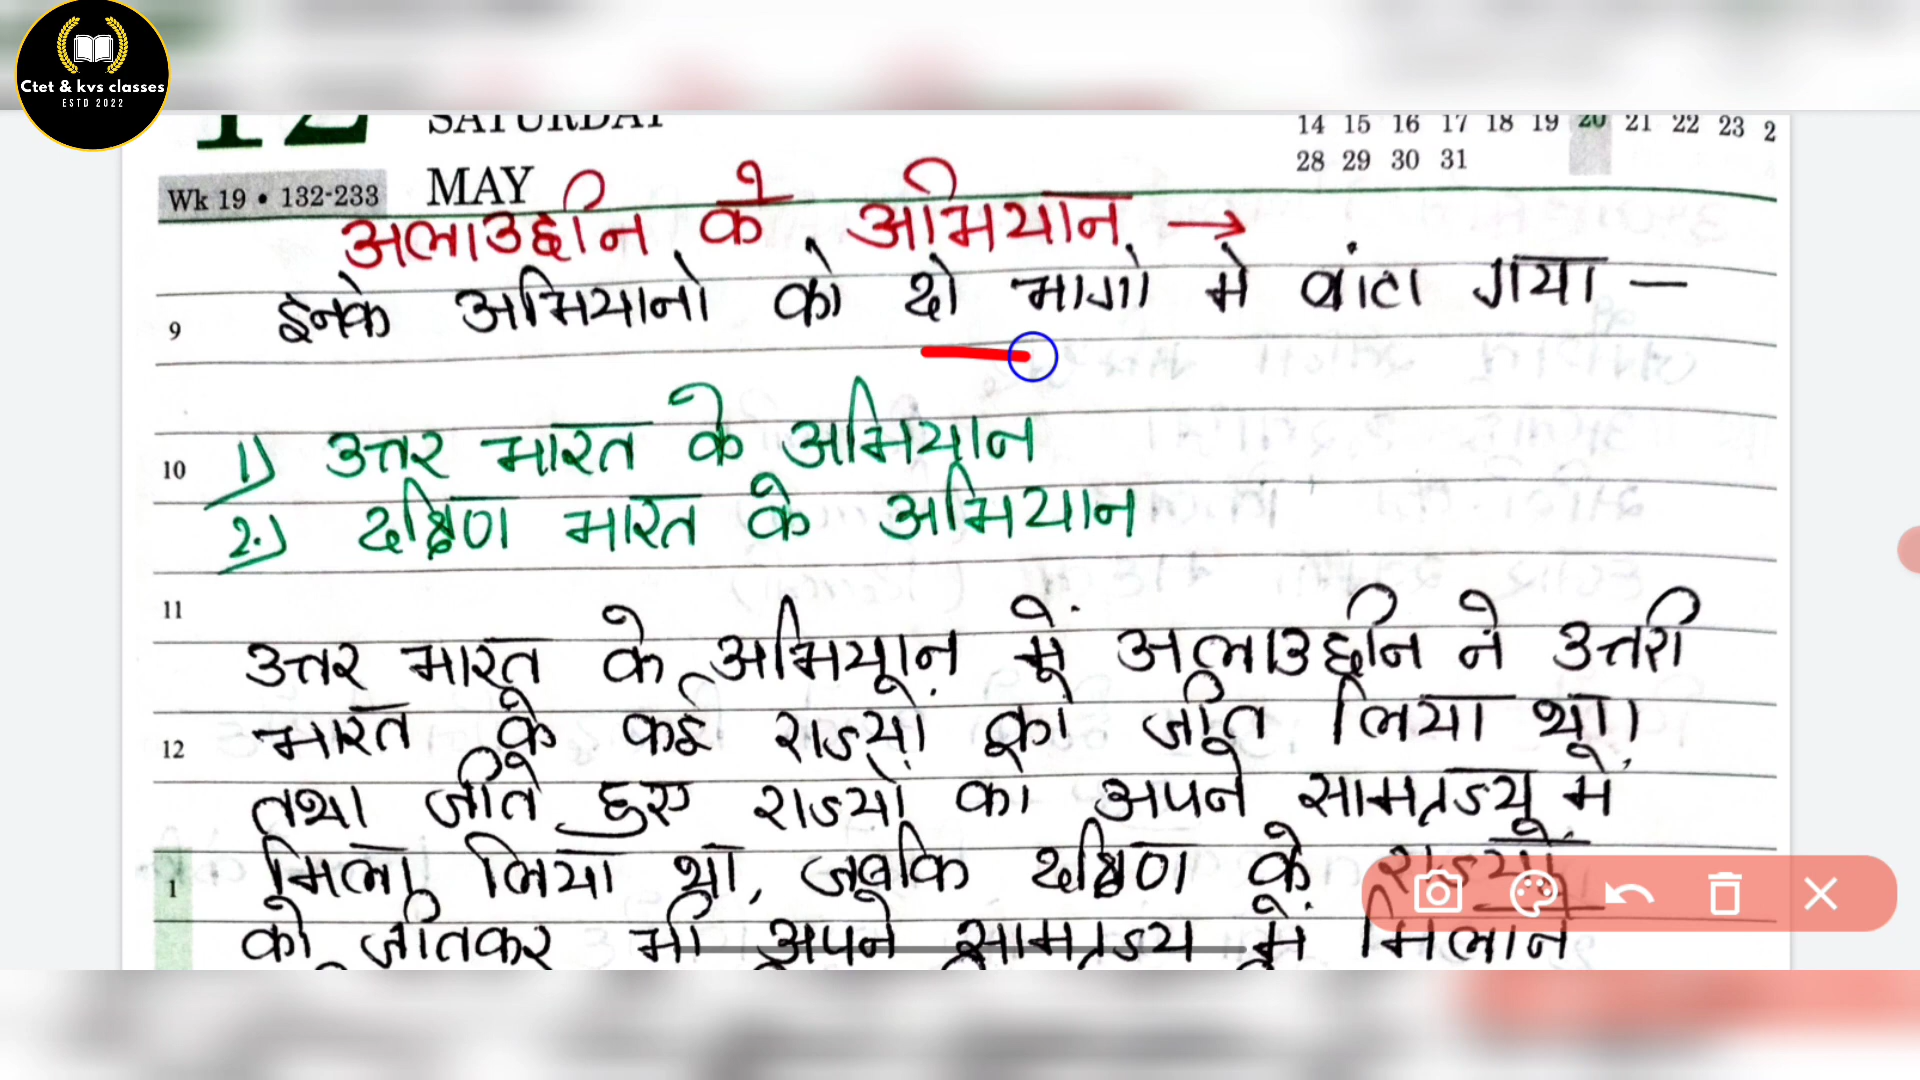 Ctet & kvs classes
ESTD 2022
12 SATURDAY
MAY
Wk 19 • 132-233
14 15 16 17 18 19 20 21 22 23 2
28 29 30 31
अलाउद्दीन के अभियान →
9 इनके अभियानो को दो भागो मे बांटा गया –
10 1) उत्तर भारत के अभियान
2.) दक्षिण भारत के अभियान
11
उत्तर भारत के अभियान में अलाउद्दीन ने उत्तरी
12 भारत के कई राज्यों को जीत लिया था।
तथा जीते हुए राज्यों को अपने साम्राज्य में
1 मिला लिया था, जबकि दक्षिण के राज्यों
को जीतकर भी अपने साम्राज्य में मिलाने